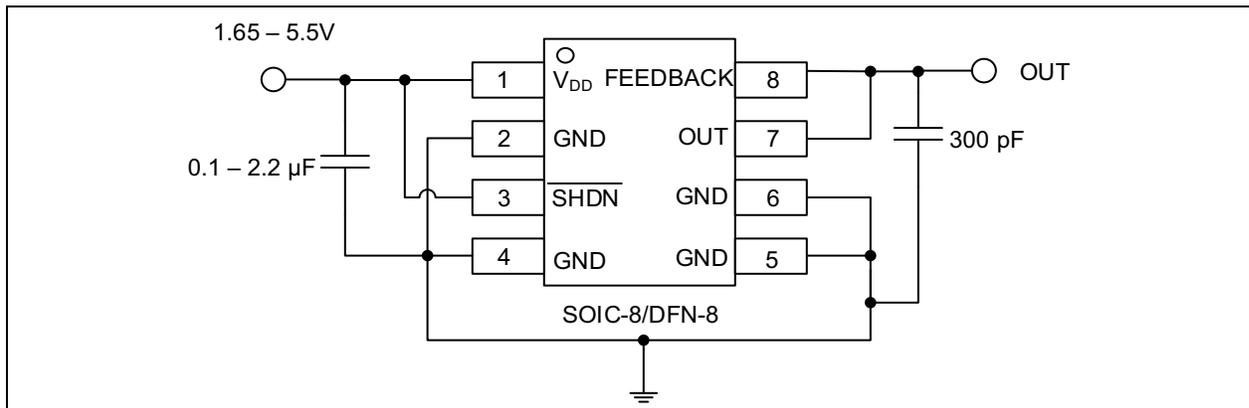 1.65 – 5.5V
OUT
0.1 – 2.2 µF
300 pF
1
V_DD
FEEDBACK
8
2
GND
OUT
7
3
S̅H̅D̅N̅
GND
6
4
GND
GND
5
SOIC-8/DFN-8